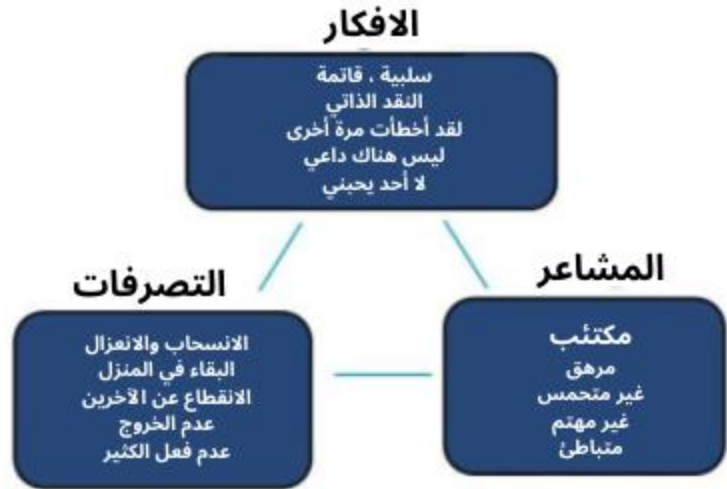 الافكار
سلبية ، قاتمة
النقد الذاتي
لقد أخطأت مرة أخرى
ليس هناك داعي
لا أحد يحبني
المشاعر
مكتئب
مرهق
غير متحمس
غير مهتم
متباطئ
التصرفات
الانسحاب والانعزال
البقاء في المنزل
الانقطاع عن الآخرين
عدم الخروج
عدم فعل الكثير